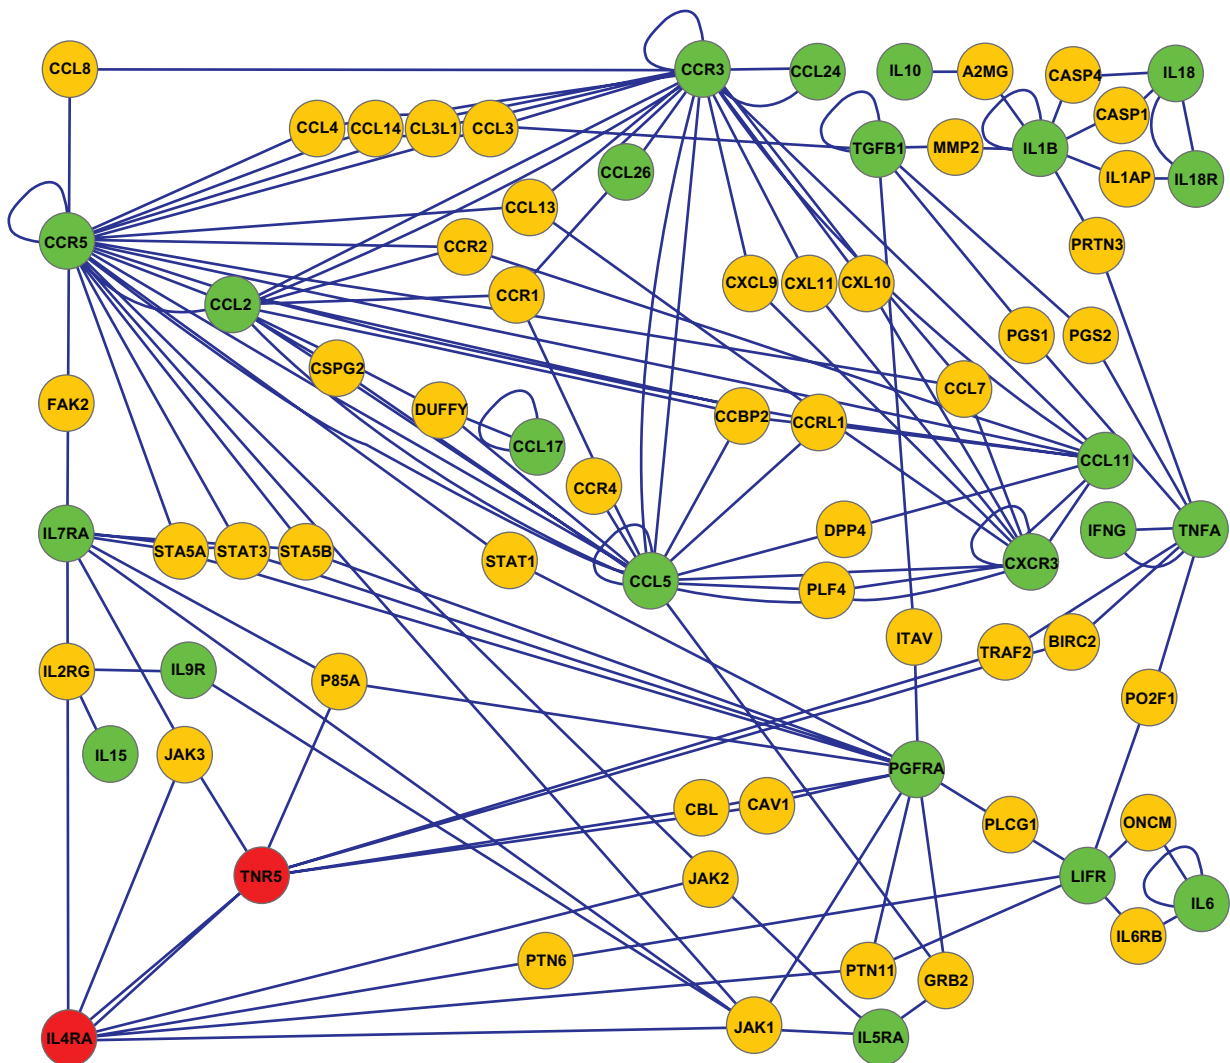 CCR3
CCL8
CCL24
IL10
A2MG
CASP4
IL18
CCL4
CCL14
CL3L1
CCL3
CASP1
TGFB1
MMP2
IL1B
CCL26
IL1AP
IL18R
CCL13
CCR5
CCR2
PRTN3
CCL2
CCR1
CXCL9
CXL11
CXL10
PGS1
PGS2
CSPG2
CCL7
FAK2
DUFFY
CCBP2
CCRL1
CCL17
CCL11
CCR4
IL7RA
DPP4
IFNG
TNFA
STA5A
STAT3
STA5B
STAT1
CXCR3
CCL5
PLF4
ITAV
BIRC2
TRAF2
IL2RG
IL9R
P85A
PO2F1
IL15
JAK3
PGFRA
CBL
CAV1
PLCG1
ONCM
TNR5
JAK2
LIFR
IL6
IL6RB
PTN6
PTN11
GRB2
IL4RA
JAK1
IL5RA